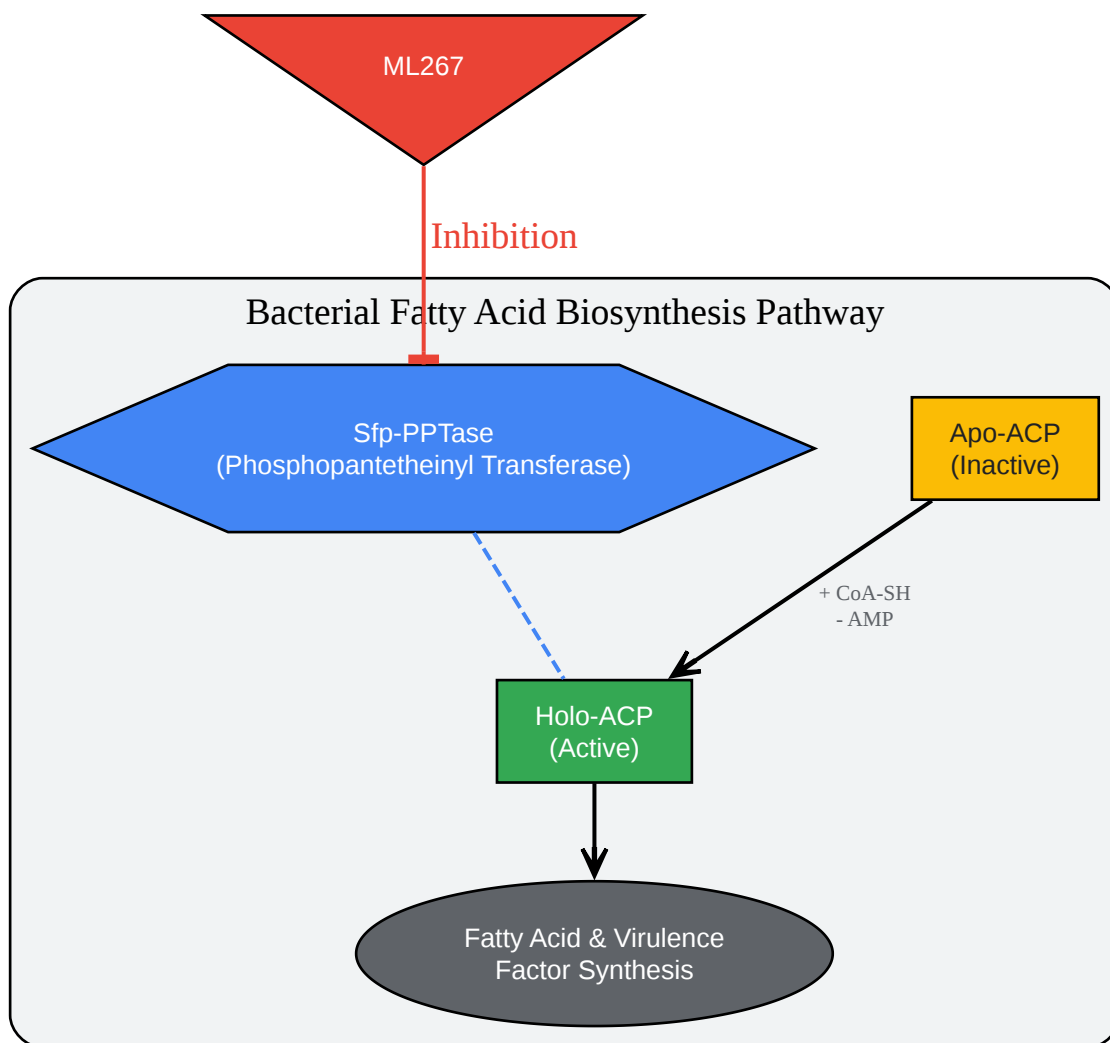 ML267
Inhibition
Bacterial Fatty Acid Biosynthesis Pathway
Sfp-PPTase
(Phosphopantetheinyl Transferase)
Apo-ACP
(Inactive)
+ CoA-SH
- AMP
Holo-ACP
(Active)
Fatty Acid & Virulence
Factor Synthesis